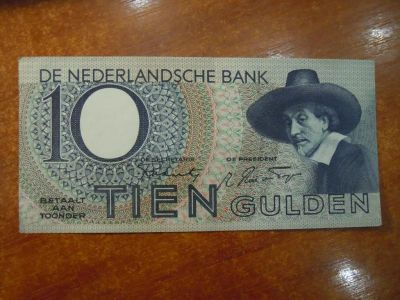 DE NEDERLANDSCHE BANK
10
DE SECRETARIS
DE PRESIDENT
TIEN GULDEN
BETAALT
AAN
TOONDER